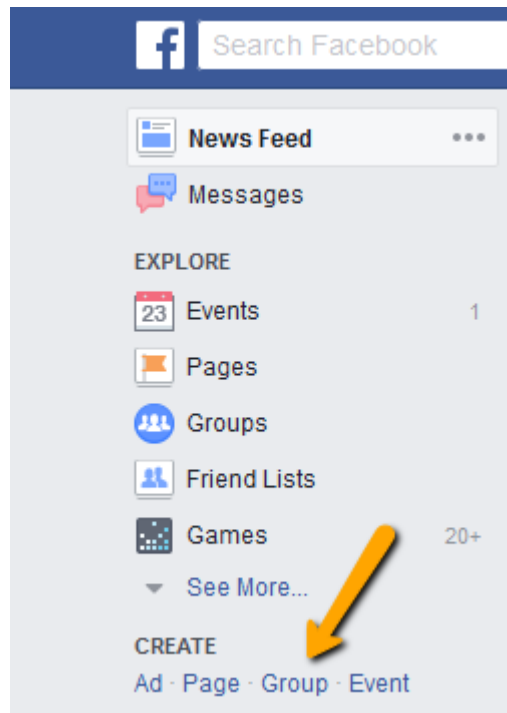 f Search Facebook
News Feed
Messages
EXPLORE
23 Events 1
Pages
Groups
Friend Lists
Games 20+
See More...
CREATE
Ad · Page · Group · Event